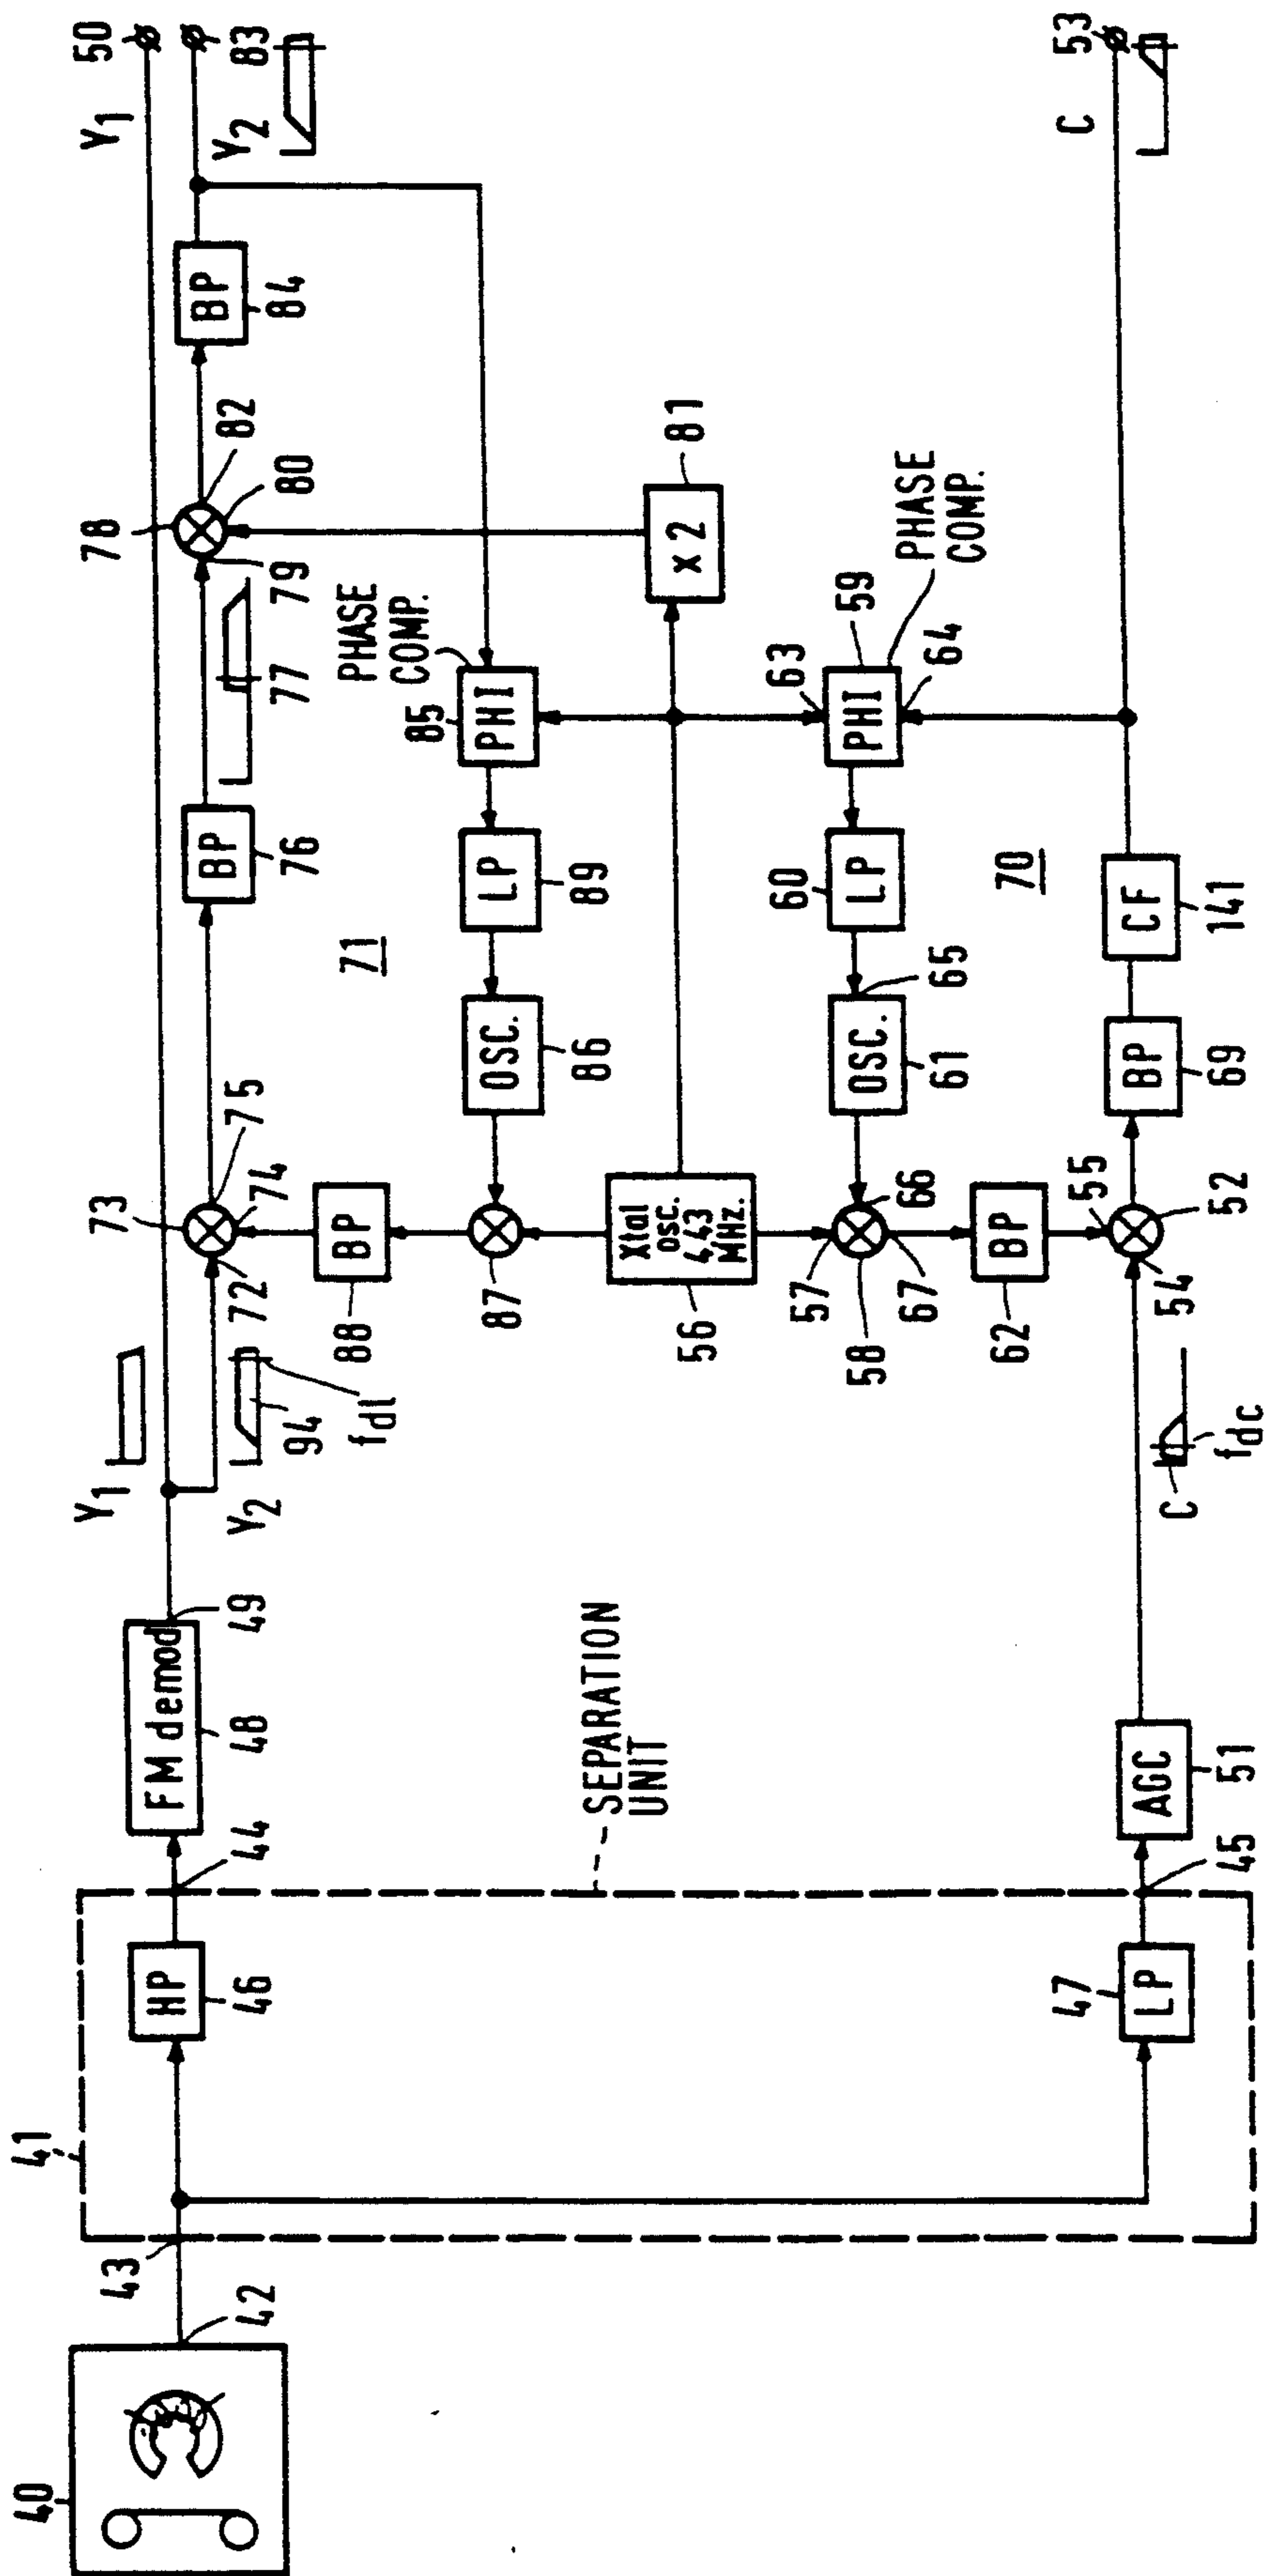 40
42
43
41
HP
46
44
FM demod
48
49
LP
47
45
AGC
51
SEPARATION
UNIT
Y1
Y2
94
fdl
72
73
74
75
BP
88
87
Xtal
osc.
4,43
MHz.
56
57
58
66
67
BP
62
C
fdc
54
55
52
BP
76
77
71
OSC.
86
LP
89
PHI
85
PHASE
COMP.
OSC.
61
65
LP
60
PHI
59
63
64
PHASE
COMP.
70
BP
69
CF
141
78
79
80
82
x 2
81
BP
84
Y1
50
Y2
83
C
53